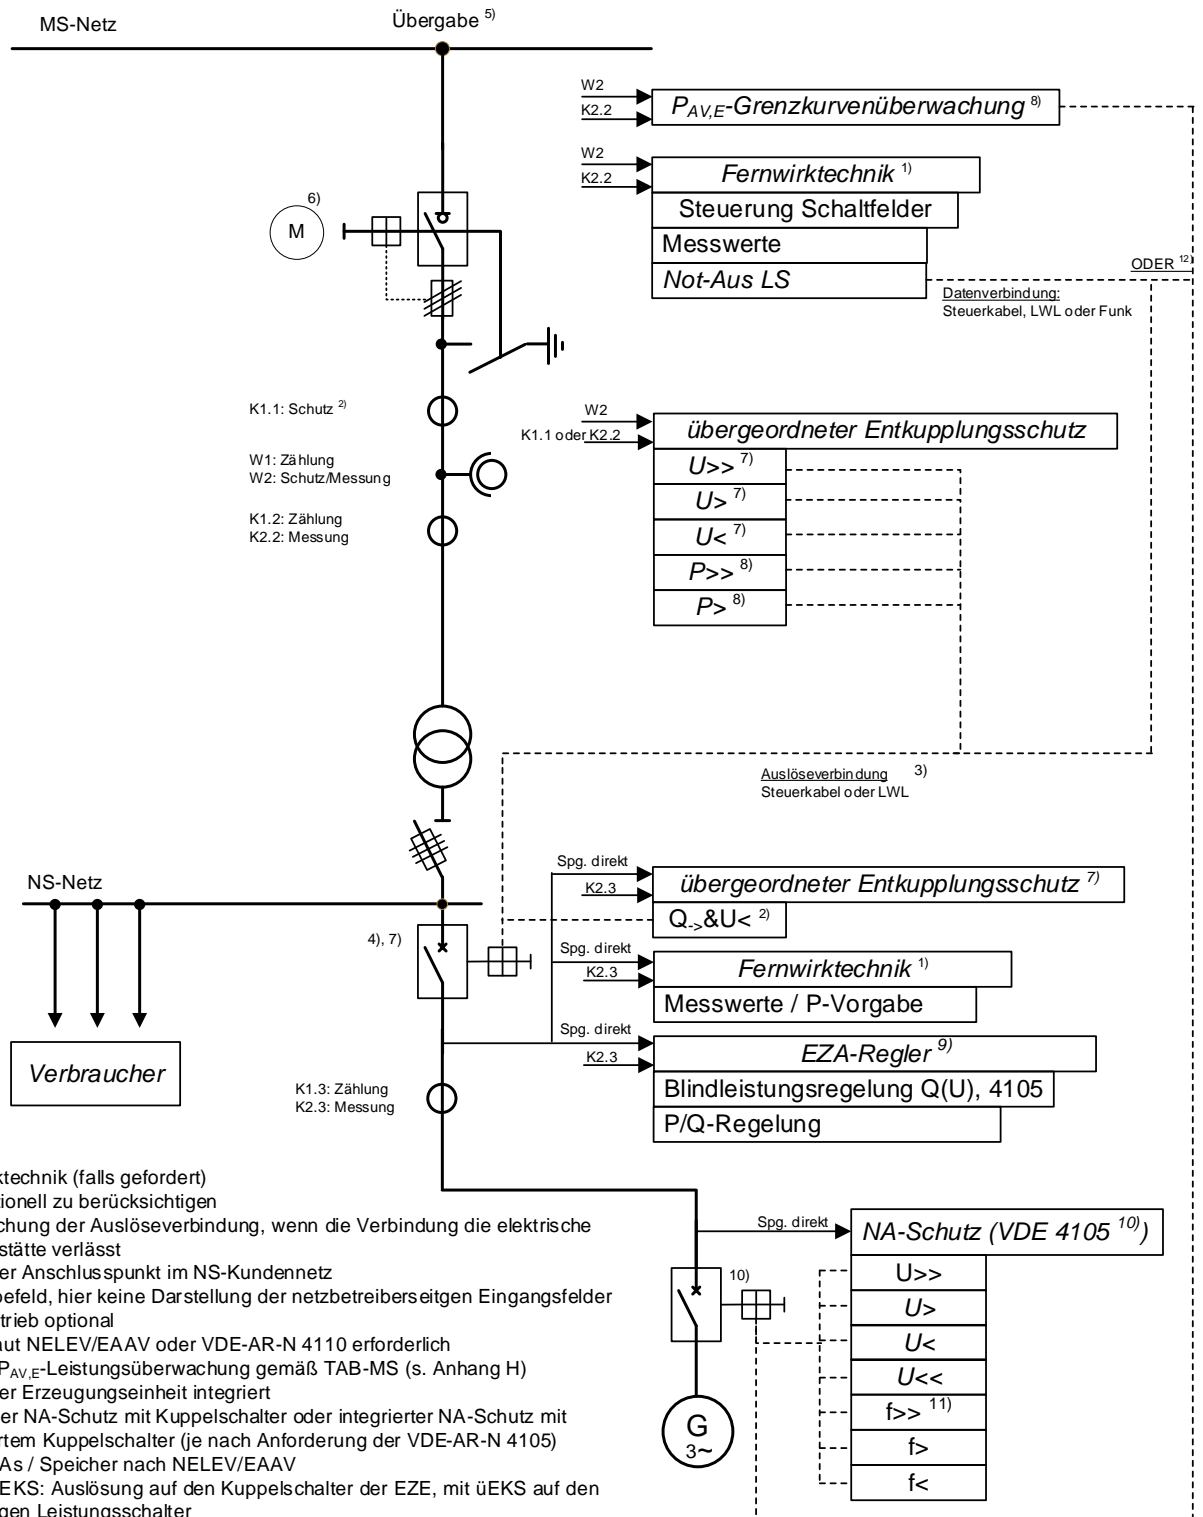 MS-Netz
Übergabe 5)
W2
K2.2
P_AV,E-Grenzkurvenüberwachung 8)
W2
K2.2
Fernwirktechnik 1)
Steuerung Schaltfelder
Messwerte
Not-Aus LS
ODER 12)
Datenverbindung:
Steuerkabel, LWL oder Funk
6)
M
K1.1: Schutz 2)
W1: Zählung
W2: Schutz/Messung
K1.2: Zählung
K2.2: Messung
W2
K1.1 oder K2.2
übergeordneter Entkupplungsschutz
U>> 7)
U> 7)
U< 7)
P>> 8)
P> 8)
Auslöseverbindung 3)
Steuerkabel oder LWL
NS-Netz
Verbraucher
4), 7)
Spg. direkt
K2.3
übergeordneter Entkupplungsschutz 7)
Q->&U< 2)
Spg. direkt
K2.3
Fernwirktechnik 1)
Messwerte / P-Vorgabe
Spg. direkt
K2.3
EZA-Regler 9)
Blindleistungsregelung Q(U), 4105
P/Q-Regelung
K1.3: Zählung
K2.3: Messung
Spg. direkt
NA-Schutz (VDE 4105 10))
U>>
U>
U<
U<<
f>> 11)
f>
f<
10)
G
3~
ktechnik (falls gefordert)
tionell zu berücksichtigen
chung der Auslöseverbindung, wenn die Verbindung die elektrische
stätte verlässt
er Anschlusspunkt im NS-Kundennetz
befeld, hier keine Darstellung der netzbetreiberseitgen Eingangsfelder
trieb optional
aut NELEV/EAAV oder VDE-AR-N 4110 erforderlich
P_AV,E-Leistungsüberwachung gemäß TAB-MS (s. Anhang H)
er Erzeugungseinheit integriert
er NA-Schutz mit Kuppelschalter oder integrierter NA-Schutz mit
rtem Kuppelschalter (je nach Anforderung der VDE-AR-N 4105)
As / Speicher nach NELEV/EAAV
EKS: Auslösung auf den Kuppelschalter der EZE, mit üEKS auf den
gen Leistungsschalter